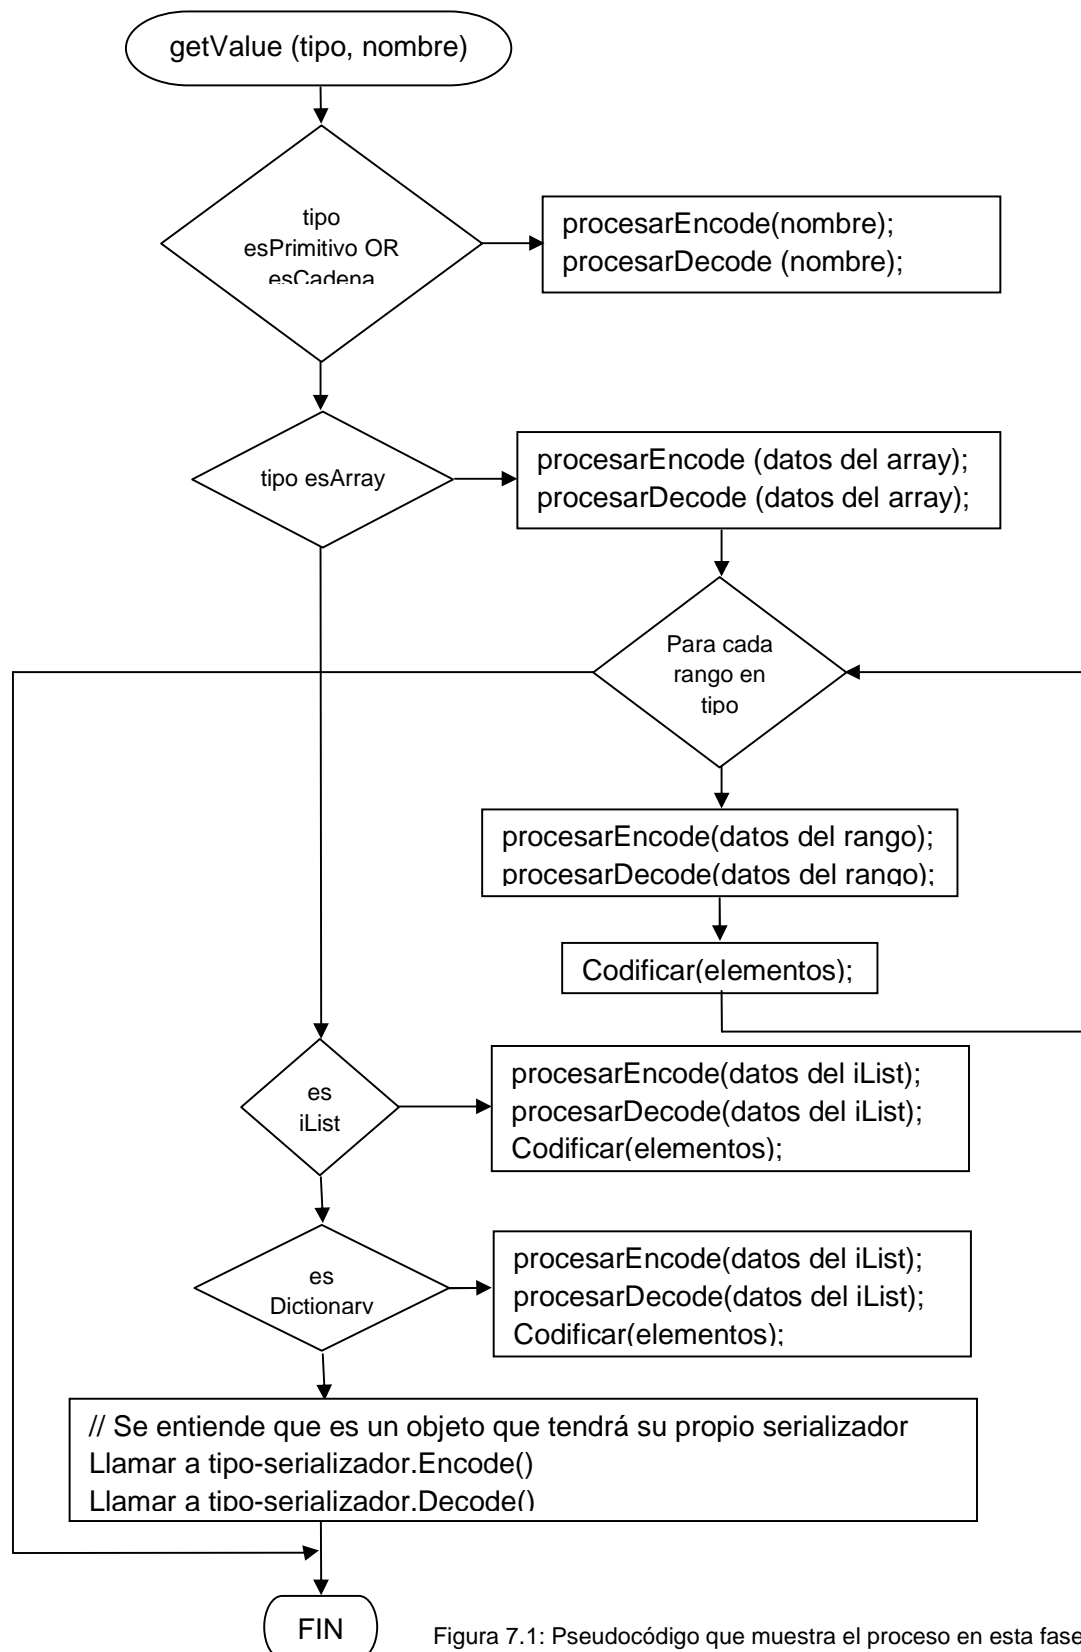 getValue (tipo, nombre)
tipo
esPrimitivo OR
esCadena
procesarEncode(nombre);
procesarDecode (nombre);
tipo esArray
procesarEncode (datos del array);
procesarDecode (datos del array);
Para cada
rango en
tipo
procesarEncode(datos del rango);
procesarDecode(datos del rango);
Codificar(elementos);
es
iList
procesarEncode(datos del iList);
procesarDecode(datos del iList);
Codificar(elementos);
es
Dictionary
procesarEncode(datos del iList);
procesarDecode(datos del iList);
Codificar(elementos);
// Se entiende que es un objeto que tendrá su propio serializador
Llamar a tipo-serializador.Encode()
Llamar a tipo-serializador.Decode()
FIN
Figura 7.1: Pseudocódigo que muestra el proceso en esta fase